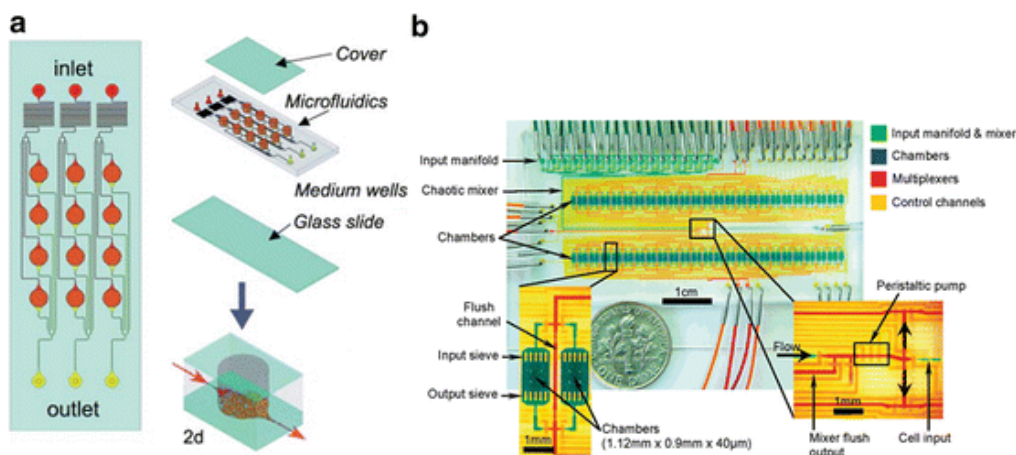 a
inlet
outlet
Cover
Microfluidics
Medium wells
Glass slide
2d
b
Input manifold
Chaotic mixer
Chambers
Input manifold & mixer
Chambers
Multiplexers
Control channels
1cm
Peristaltic pump
Flush
channel
Input sieve
Output sieve
1mm
Chambers
(1.12mm x 0.9mm x 40µm)
Flow
1mm
Mixer flush
output
Cell input